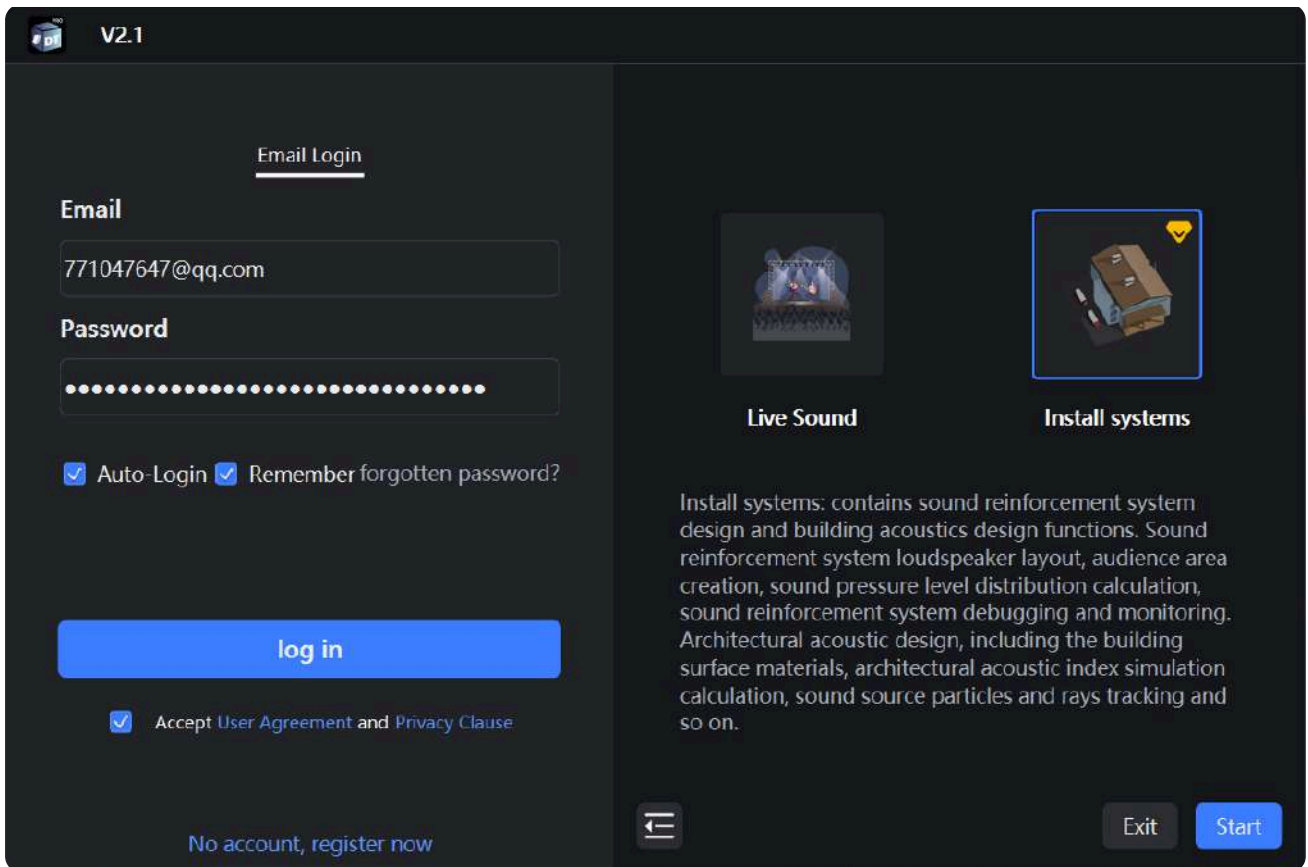 PRO
DT
V2.1
Email Login
Email
771047647@qq.com
Password
Auto-Login
Remember
forgotten password?
log in
Accept User Agreement and Privacy Clause
No account, register now
Live Sound
Install systems
Install systems: contains sound reinforcement system
design and building acoustics design functions. Sound
reinforcement system loudspeaker layout, audience area
creation, sound pressure level distribution calculation,
sound reinforcement system debugging and monitoring.
Architectural acoustic design, including the building
surface materials, architectural acoustic index simulation
calculation, sound source particles and rays tracking and
so on.
Exit
Start